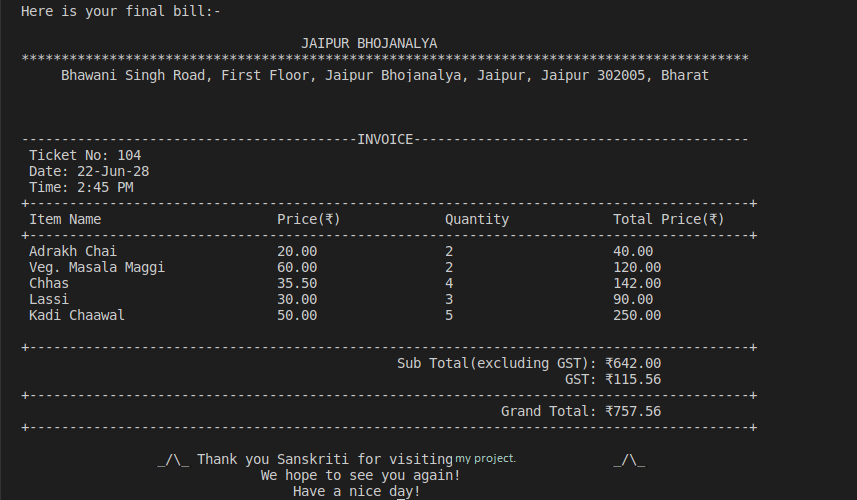 Here is your final bill:-
JAIPUR BHOJANALYA
*******************************************************************************************
Bhawani Singh Road, First Floor, Jaipur Bhojanalya, Jaipur, Jaipur 302005, Bharat
------------------------------------------INVOICE------------------------------------------
Ticket No: 104
Date: 22-Jun-28
Time: 2:45 PM
+------------------------------------------------------------------------------------------+
Item Name Price(₹) Quantity Total Price(₹)
+------------------------------------------------------------------------------------------+
Adrakh Chai 20.00 2 40.00
Veg. Masala Maggi 60.00 2 120.00
Chhas 35.50 4 142.00
Lassi 30.00 3 90.00
Kadi Chaawal 50.00 5 250.00
+------------------------------------------------------------------------------------------+
Sub Total(excluding GST): ₹642.00
GST: ₹115.56
+------------------------------------------------------------------------------------------+
Grand Total: ₹757.56
+------------------------------------------------------------------------------------------+
_/\_ Thank you Sanskriti for visiting my project. _/\_
We hope to see you again!
Have a nice day!